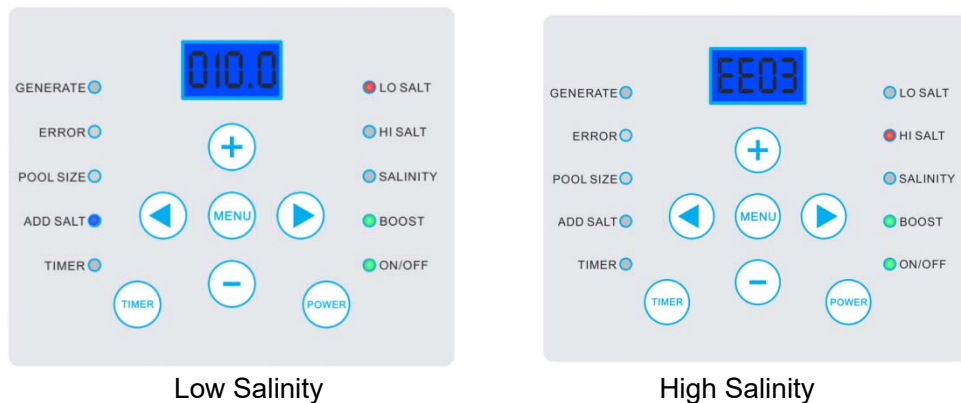 010.0
GENERATE
LO SALT
ERROR
HI SALT
POOL SIZE
SALINITY
ADD SALT
MENU
BOOST
TIMER
ON/OFF
TIMER
POWER
Low Salinity
EE03
GENERATE
LO SALT
ERROR
HI SALT
POOL SIZE
SALINITY
ADD SALT
MENU
BOOST
TIMER
ON/OFF
TIMER
POWER
High Salinity